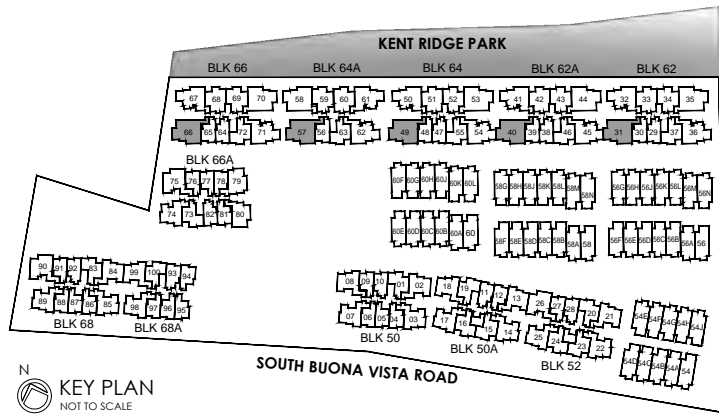 KENT RIDGE PARK
BLK 66 BLK 64A BLK 64 BLK 62A BLK 62
67 68 69 70 58 59 60 61 50 51 52 53 41 42 43 44 32 33 34 35
66 65 64 72 71 57 56 63 62 49 48 47 55 54 40 39 38 46 45 31 30 29 37 36
BLK 66A
75 76 77 78 79
74 73 82 81 80
60F 60G 60H 60J 60K 60L 58G 58H 58J 58K 58L 58M 58N 56G 56H 56J 56K 56L 56M 56N
60E 60D 60C 60B 60A 60 58F 58E 58D 58C 58B 58A 58 56F 56E 56D 56C 56B 56A 56
90 91 92 83 84 99 100 93 94
89 88 87 86 85 98 97 96 95
BLK 68 BLK 68A
08 09 10 01 02 18 19 11 12 13 26 27 28 20 21
07 06 05 04 03 17 16 15 14 25 24 23 22
BLK 50 BLK 50A BLK 52
54E 54F 54G 54H 54J
54D 54C 54B 54A 54
SOUTH BUONA VISTA ROAD
N
KEY PLAN
NOT TO SCALE